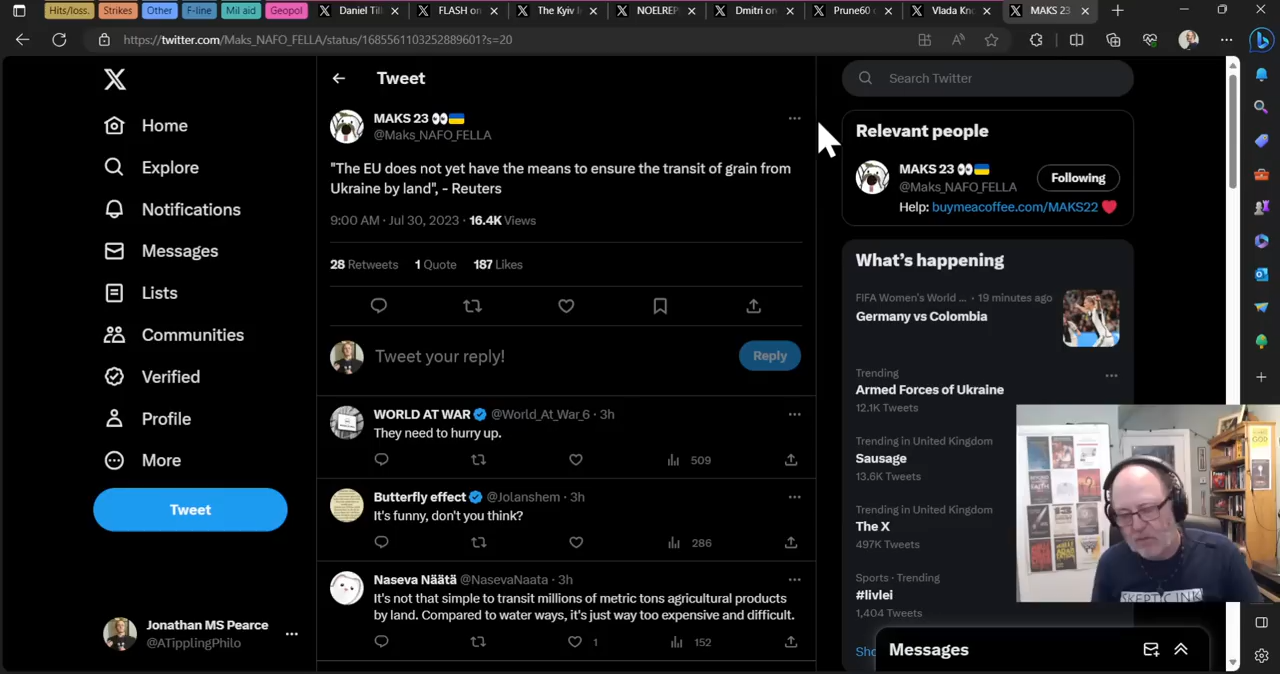 Hits/loss
Strikes
Other
F-line
Mil aid
Geopol
Daniel
FLASH on
The Kyiv
NOELREP
Dmitri on
Prune60
Vlada Kn
MAKS 23
https://twitter.com/Maks_NAFO_FELLA/status/1685561103252889601?s=20
Home
Explore
Notifications
Messages
Lists
Communities
Verified
Profile
More
Tweet
Jonathan MS Pearce
@ATipplingPhilo
Tweet
MAKS 23
@Maks_NAFO_FELLA
"The EU does not yet have the means to ensure the transit of grain from
Ukraine by land", - Reuters
9:00 AM · Jul 30, 2023 · 16.4K Views
28 Retweets 1 Quote 187 Likes
Tweet your reply!
Reply
WORLD AT WAR @World_At_War_6 · 3h
They need to hurry up.
509
Butterfly effect @Jolanshem · 3h
It's funny, don't you think?
286
Naseva Näätä @NasevaNaata · 3h
It's not that simple to transit millions of metric tons agricultural products
by land. Compared to water ways, it's just way too expensive and difficult.
1
152
Search Twitter
Relevant people
MAKS 23
@Maks_NAFO_FELLA
Following
Help: buymeacoffee.com/MAKS22
What's happening
FIFA Women's World ... · 19 minutes ago
Germany vs Colombia
Trending
Armed Forces of Ukraine
12.1K Tweets
Trending in United Kingdom
Sausage
13.6K Tweets
Trending in United Kingdom
The X
497K Tweets
Sports · Trending
#livlei
1,404 Tweets
Sho
Messages
SKEPTIC INK